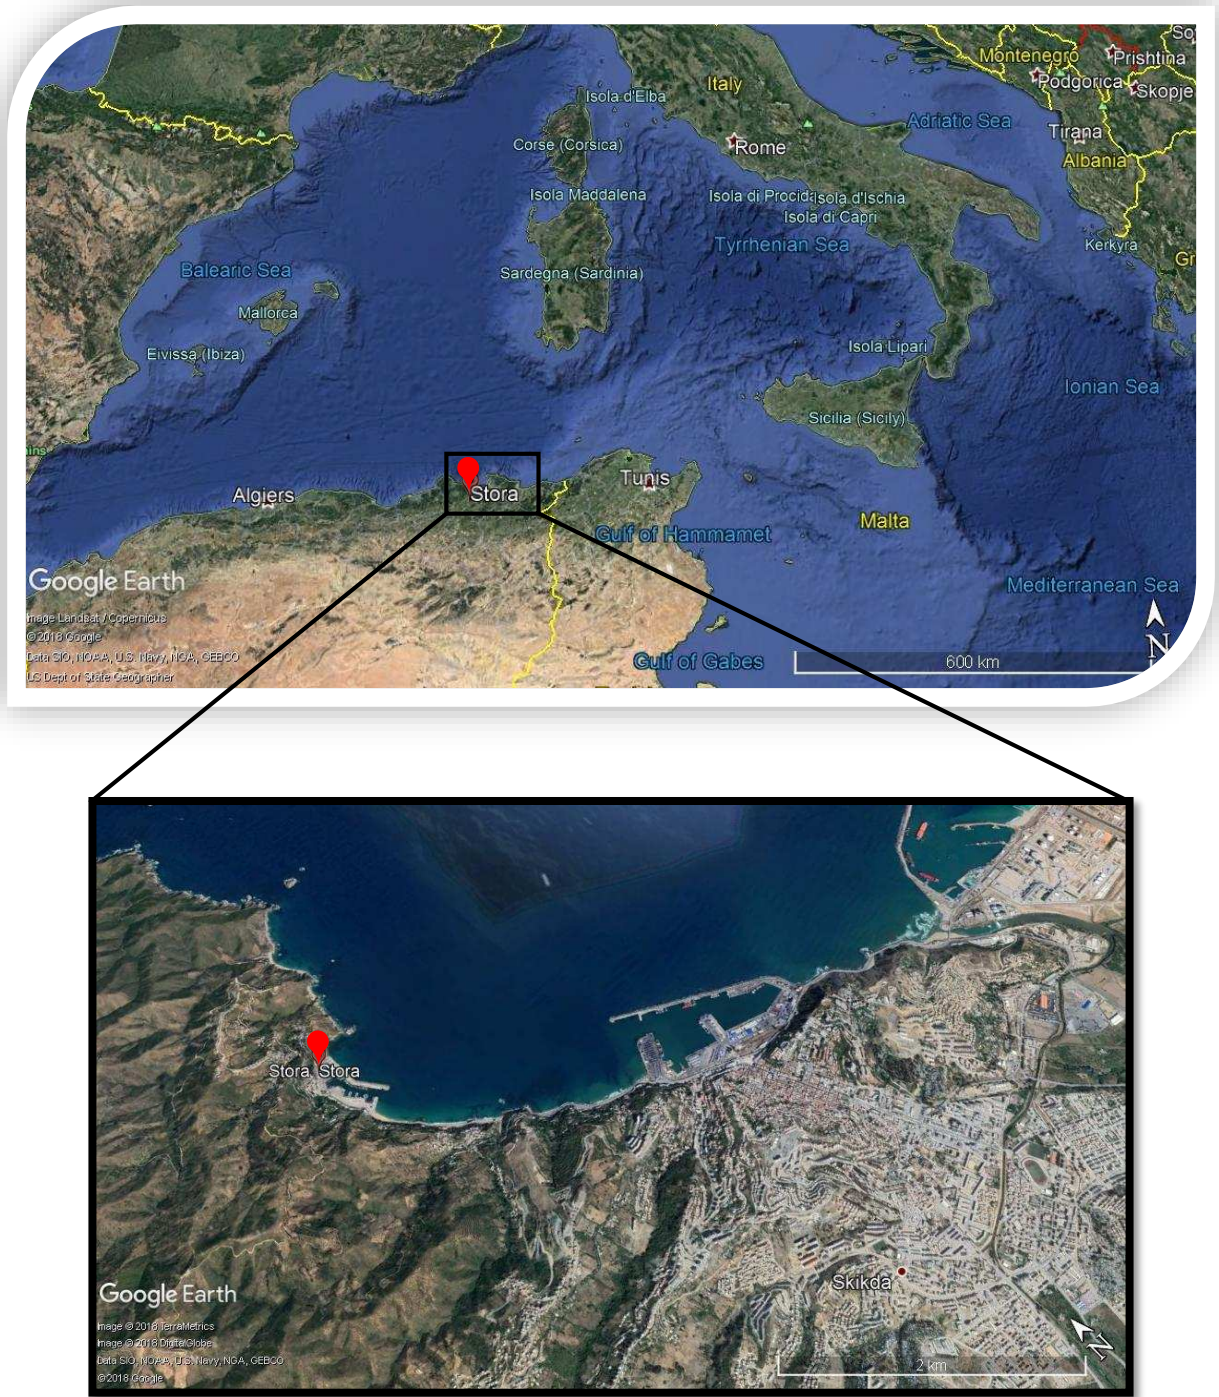 Montenegro
So
Prishtina
Podgorica
Skopje
Italy
Isola d'Elba
Adriatic Sea
Corse (Corsica)
Rome
Tirana
Albania
Isola Maddalena
Isola di Procida
Isola d'Ischia
Isola di Capri
Tyrrhenian Sea
Kerkyra
Gr
Balearic Sea
Sardegna (Sardinia)
Mallorca
Eivissa (Ibiza)
Isola Lipari
Ionian Sea
Sicilia (Sicily)
ins
Algiers
Stora
Tunis
Malta
Gulf of Hammamet
Google Earth
Mediterranean Sea
Image Landsat / Copernicus
© 2018 Google
Data SIO, NOAA, U.S. Navy, NGA, GEBCO
US Dept of State Geographer
Gulf of Gabes
600 km
N
Stora Stora
Skikda
Google Earth
Image © 2018 TerraMetrics
Image © 2018 DigitalGlobe
Data SIO, NOAA, U.S. Navy, NGA, GEBCO
© 2018 Google
2 km
N